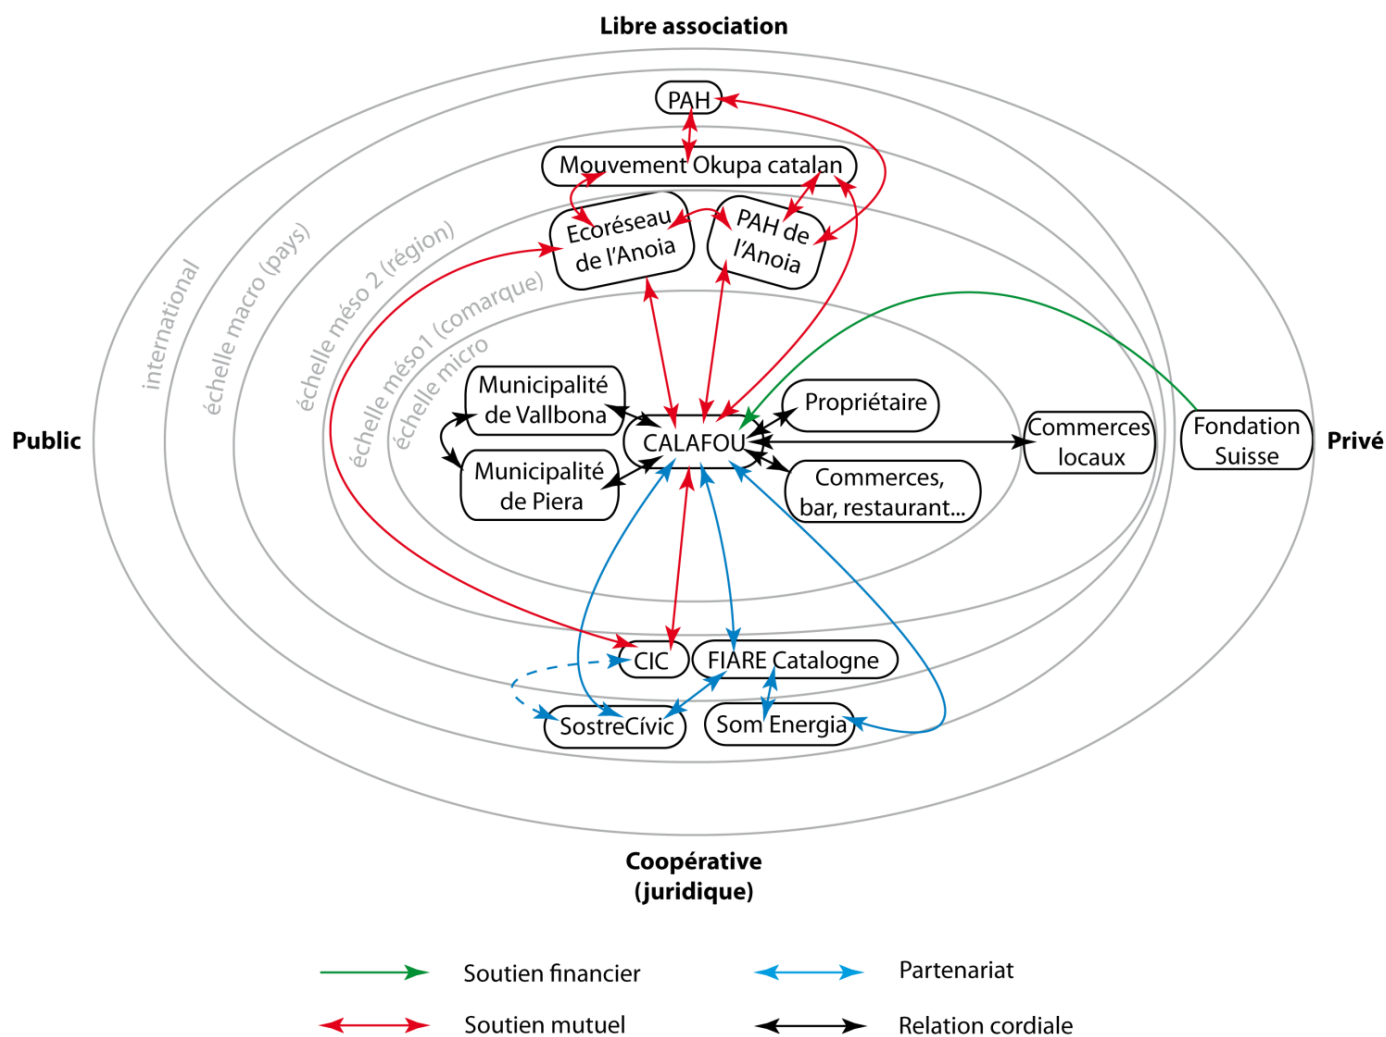 Libre association
PAH
Mouvement Okupa catalan
Ecoréseau
de l'Anoia
PAH de
l'Anoia
international
échelle macro (pays)
échelle méso 2 (région)
échelle méso1 (comarque)
échelle micro
Municipalité
de Vallbona
Propriétaire
Public
CALAFOU
Commerces
locaux
Fondation
Suisse
Privé
Municipalité
de Piera
Commerces,
bar, restaurant...
CIC
FIARE Catalogne
SostreCívic
Som Energia
Coopérative
(juridique)
Soutien financier
Partenariat
Soutien mutuel
Relation cordiale